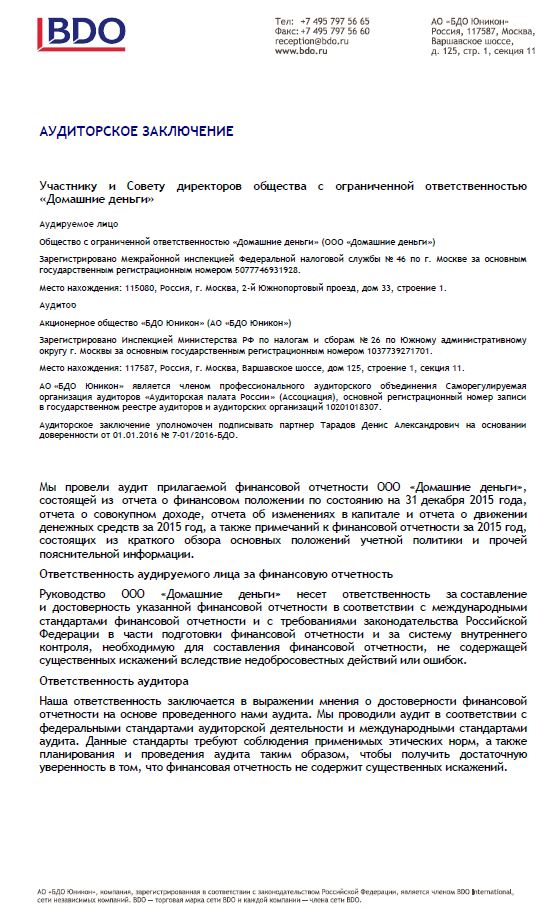 BDO
Тел: +7 495 797 56 65
Факс: +7 495 797 56 60
reception@bdo.ru
www.bdo.ru
АО «БДО Юникон»
Россия, 117587, Москва,
Варшавское шоссе,
д. 125, стр. 1, секция 11
АУДИТОРСКОЕ ЗАКЛЮЧЕНИЕ
Участнику и Совету директоров общества с ограниченной ответственностью
«Домашние деньги»
Аудируемое лицо
Общество с ограниченной ответственностью «Домашние деньги» (ООО «Домашние деньги»)
Зарегистрировано Межрайонной инспекцией Федеральной налоговой службы № 46 по г. Москве за основным
государственным регистрационным номером 5077746931928.
Место нахождения: 115080, Россия, г. Москва, 2-й Южнопортовый проезд, дом 33, строение 1.
Аудитор
Акционерное общество «БДО Юникон» (АО «БДО Юникон»)
Зарегистрировано Инспекцией Министерства РФ по налогам и сборам № 26 по Южному административному
округу г. Москвы за основным государственным регистрационным номером 1037739271701.
Место нахождения: 117587, Россия, г. Москва, Варшавское шоссе, дом 125, строение 1, секция 11.
АО «БДО Юникон» является членом профессионального аудиторского объединения Саморегулируемая
организация аудиторов «Аудиторская палата России» (Ассоциация), основной регистрационный номер записи
в государственном реестре аудиторов и аудиторских организаций 10201018307.
Аудиторское заключение уполномочен подписывать партнер Тарадов Денис Александрович на основании
доверенности от 01.01.2016 № 7-01/2016-БДО.
Мы провели аудит прилагаемой финансовой отчетности ООО «Домашние деньги»,
состоящей из отчета о финансовом положении по состоянию на 31 декабря 2015 года,
отчета о совокупном доходе, отчета об изменениях в капитале и отчета о движении
денежных средств за 2015 год, а также примечаний к финансовой отчетности за 2015 год,
состоящих из краткого обзора основных положений учетной политики и прочей
пояснительной информации.
Ответственность аудируемого лица за финансовую отчетность
Руководство ООО «Домашние деньги» несет ответственность за составление
и достоверность указанной финансовой отчетности в соответствии с международными
стандартами финансовой отчетности и с требованиями законодательства Российской
Федерации в части подготовки финансовой отчетности и за систему внутреннего
контроля, необходимую для составления финансовой отчетности, не содержащей
существенных искажений вследствие недобросовестных действий или ошибок.
Ответственность аудитора
Наша ответственность заключается в выражении мнения о достоверности финансовой
отчетности на основе проведенного нами аудита. Мы проводили аудит в соответствии с
федеральными стандартами аудиторской деятельности и международными стандартами
аудита. Данные стандарты требуют соблюдения применимых этических норм, а также
планирования и проведения аудита таким образом, чтобы получить достаточную
уверенность в том, что финансовая отчетность не содержит существенных искажений.
АО «БДО Юникон», компания, зарегистрированная в соответствии с законодательством Российской Федерации, является членом BDO International,
сети независимых компаний. BDO — торговая марка сети BDO и каждой компании — члена сети BDO.